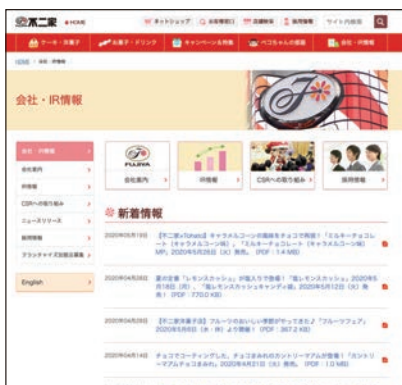 不二家 HOME
ネットショップ お客様窓口 店舗検索 採用情報 サイト内検索
ケーキ・洋菓子 お菓子・ドリンク キャンペーン&特集 ペコちゃんの部屋 会社・IR情報
HOME 会社・IR情報
会社・IR情報
会社・IR情報
会社案内
IR情報
CSRへの取り組み
ニュースリリース
採用情報
フランチャイズ加盟店募集
English
FUJIYA
会社案内
IR情報
CSRへの取り組み
採用情報
新着情報
2020年05月19日 【不二家×Tohato】キャラメルコーンの風味をチョコで再現!「ミルキーチョコレ
ート(キャラメルコーン味)」「ミルキーチョコレート(キャラメルコーン味)
MP」2020年5月26日(火)発売。(PDF:1.4 MB)
2020年04月28日 夏の定番「レモンスカッシュ」が瓶入りで登場!「瓶レモンスカッシュ」2020年5
月18日(月)、「塩レモンスカッシュキャンディ袋」2020年5月12日(火)発
売!(PDF:770.0 KB)
2020年04月28日 【不二家洋菓子店】フルーツのおいしい季節がやってきた♪「フルーツフェア」
2020年5月6日(水・休)より開催!(PDF:367.2 KB)
2020年04月14日 チョコでコーティングした、チョコまみれのカントリーマアムが登場!「カントリ
ーマアムチョコまみれ」2020年4月21日(火)発売。(PDF:1.0 MB)